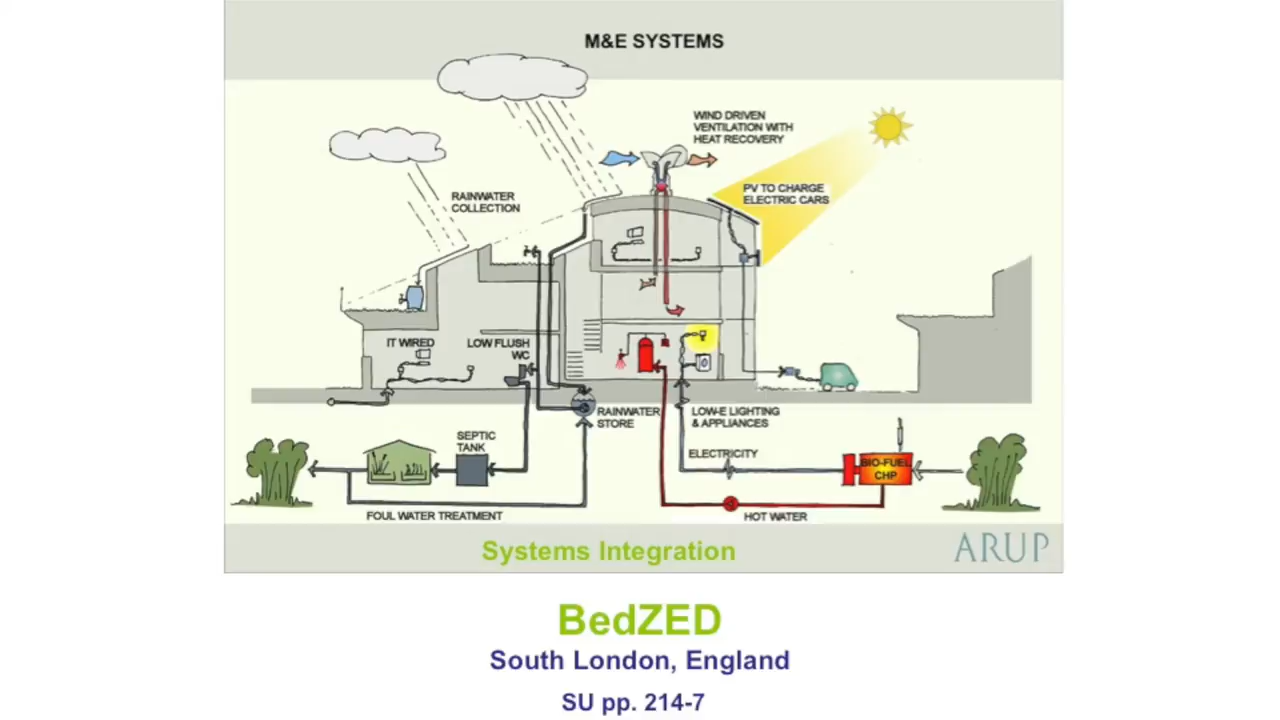 M&E SYSTEMS
WIND DRIVEN
VENTILATION WITH
HEAT RECOVERY
PV TO CHARGE
ELECTRIC CARS
RAINWATER
COLLECTION
IT WIRED
LOW FLUSH
WC
RAINWATER
STORE
LOW-E LIGHTING
& APPLIANCES
SEPTIC
TANK
ELECTRICITY
BIO-FUEL
CHP
FOUL WATER TREATMENT
HOT WATER
Systems Integration
ARUP
BedZED
South London, England
SU pp. 214-7